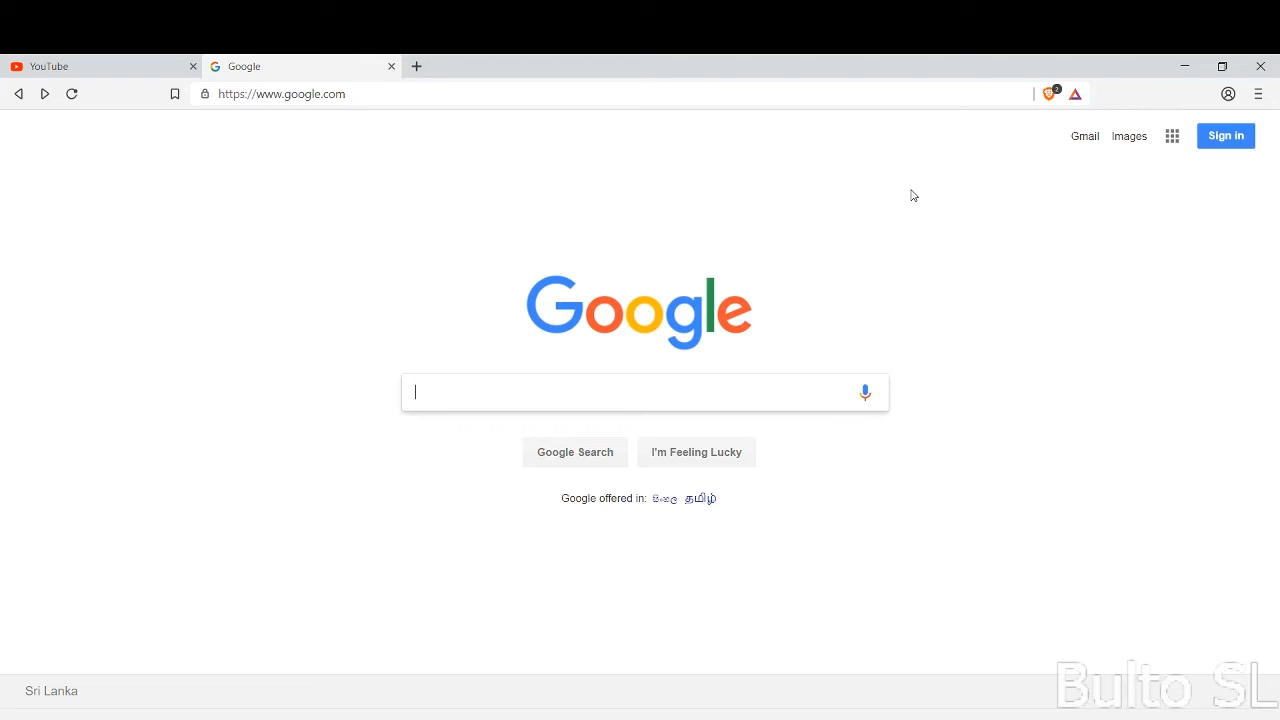 YouTube
Google
https://www.google.com
2
Gmail Images
Sign in
Google
Google Search
I'm Feeling Lucky
Google offered in: සිංහල தமிழ்
Sri Lanka
Bulto SL